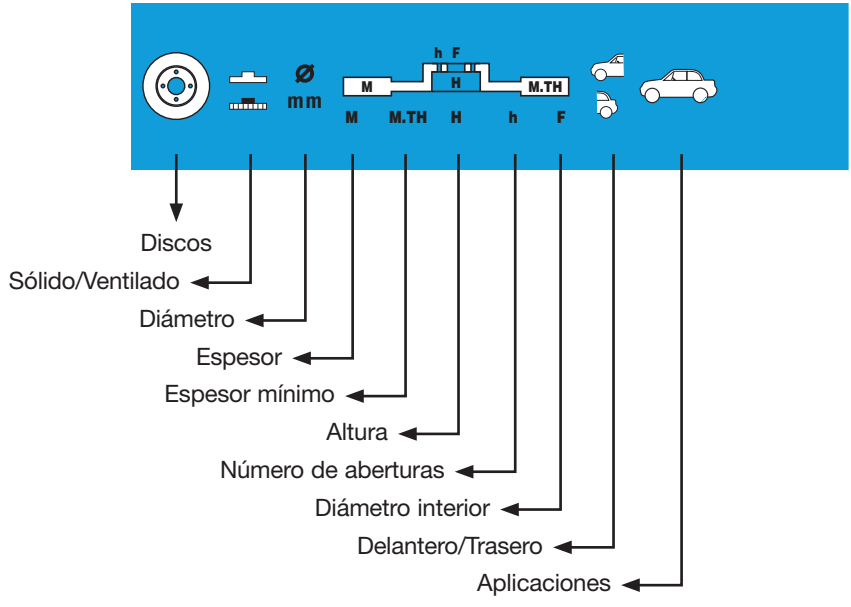 h F
Ø
M H M.TH
mm
M M.TH H h F
Discos
Sólido/Ventilado
Diámetro
Espesor
Espesor mínimo
Altura
Número de aberturas
Diámetro interior
Delantero/Trasero
Aplicaciones